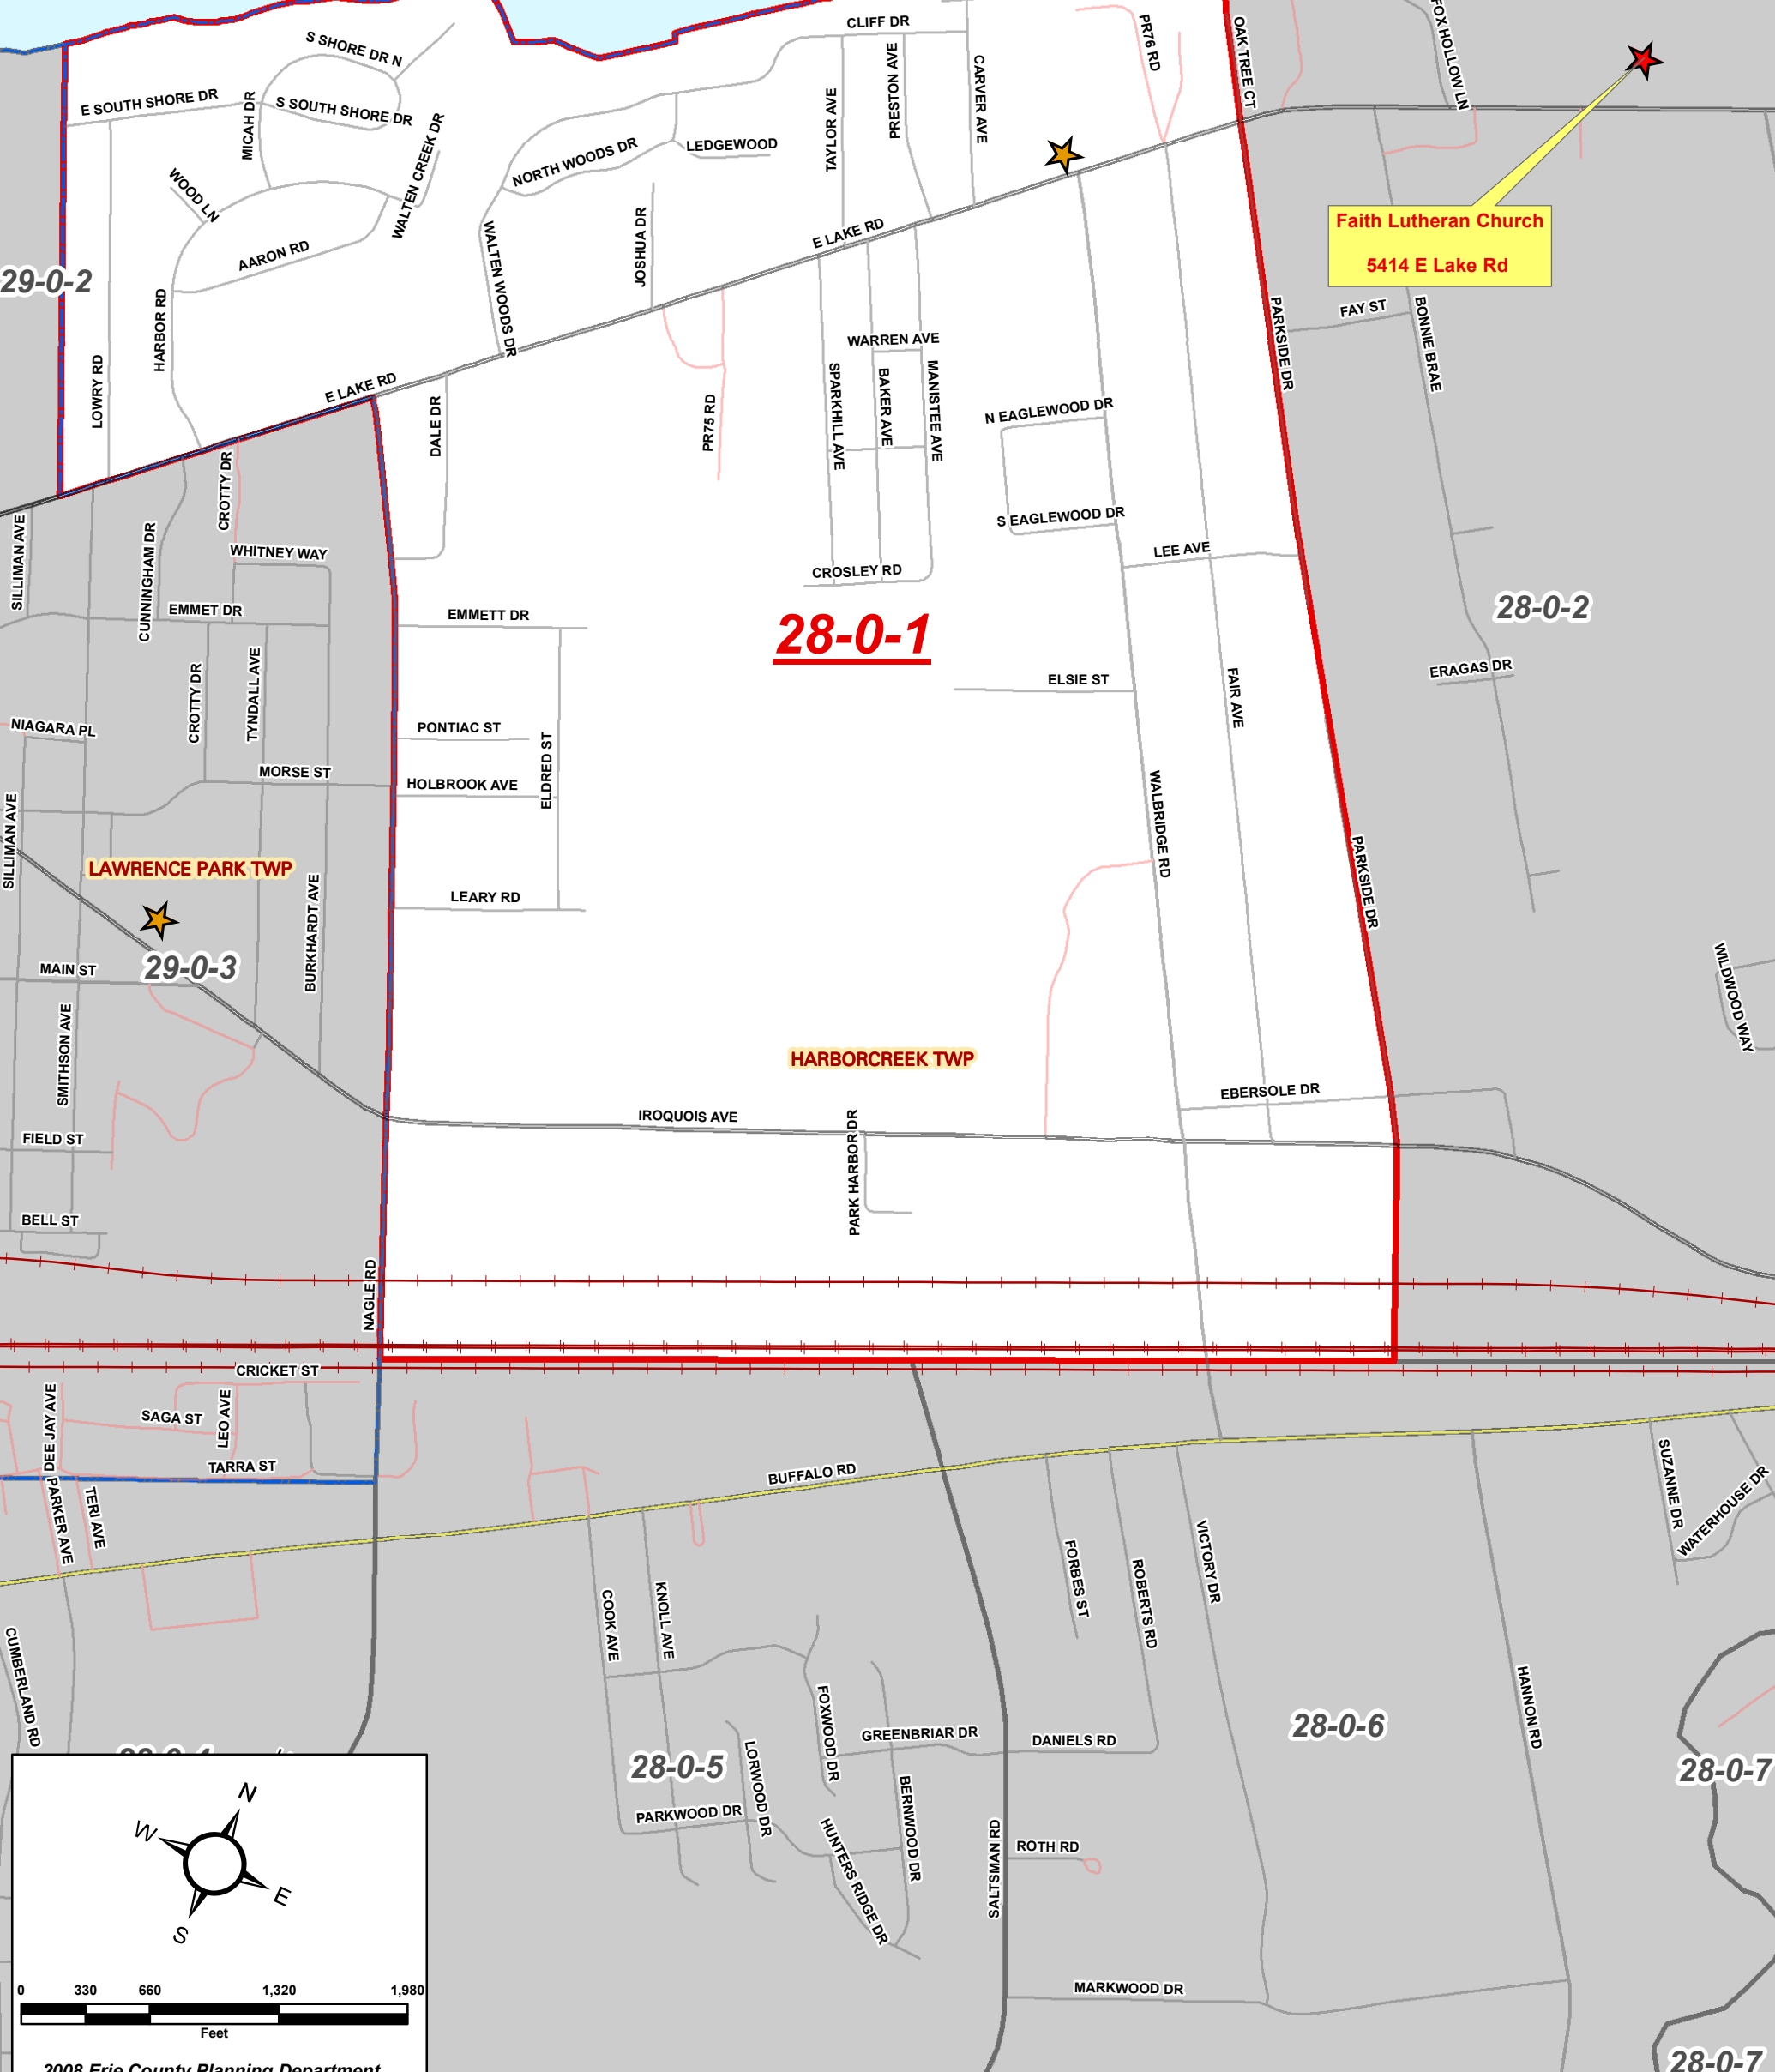 CLIFF DR
S SHORE DR N
E SOUTH SHORE DR
S SOUTH SHORE DR
MICAH DR
WOOD LN
WALTEN CREEK DR
AARON RD
HARBOR RD
LOWRY RD
29-0-2
NORTH WOODS DR
LEDGEWOOD
WALTEN WOODS DR
JOSHUA DR
TAYLOR AVE
PRESTON AVE
CARVER AVE
PR76 RD
OAK TREE CT
FOX HOLLOW LN
Faith Lutheran Church
5414 E Lake Rd
E LAKE RD
E LAKE RD
PARKSIDE DR
FAY ST
BONNIE BRAE
WARREN AVE
SPARKHILL AVE
BAKER AVE
MANISTEE AVE
DALE DR
PR75 RD
N EAGLEWOOD DR
S EAGLEWOOD DR
LEE AVE
CROSLEY RD
28-0-1
28-0-2
SILLIMAN AVE
CUNNINGHAM DR
CROTTY DR
WHITNEY WAY
EMMET DR
EMMETT DR
CROTTY DR
TYNDALL AVE
NIAGARA PL
MORSE ST
PONTIAC ST
HOLBROOK AVE
ELDRED ST
ELSIE ST
FAIR AVE
ERAGAS DR
WALBRIDGE RD
PARKSIDE DR
SILLIMAN AVE
LAWRENCE PARK TWP
29-0-3
BURKHARDT AVE
LEARY RD
MAIN ST
SMITHSON AVE
WILDWOOD WAY
HARBORCREEK TWP
EBERSOLE DR
IROQUOIS AVE
PARK HARBOR DR
FIELD ST
BELL ST
NAGLE RD
CRICKET ST
DEE JAY AVE
SAGA ST
LEO AVE
TARRA ST
PARKER AVE
TERI AVE
BUFFALO RD
SUZANNE DR
WATERHOUSE DR
FORBES ST
ROBERTS RD
VICTORY DR
COOK AVE
KNOLL AVE
CUMBERLAND RD
HANNON RD
FOXWOOD DR
GREENBRIAR DR
DANIELS RD
28-0-6
28-0-5
28-0-7
LORWOOD DR
BERNWOOD DR
PARKWOOD DR
HUNTERS RIDGE DR
SALTSMAN RD
ROTH RD
MARKWOOD DR
28-0-7
N
W
E
S
0 330 660 1,320 1,980
Feet
2008 Erie County Planning Department